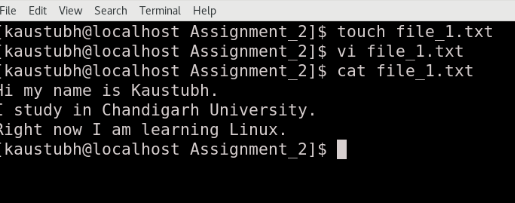 File Edit View Search Terminal Help
[kaustubh@localhost Assignment_2]$ touch file_1.txt
[kaustubh@localhost Assignment_2]$ vi file_1.txt
[kaustubh@localhost Assignment_2]$ cat file_1.txt
Hi my name is Kaustubh.
I study in Chandigarh University.
Right now I am learning Linux.
[kaustubh@localhost Assignment_2]$